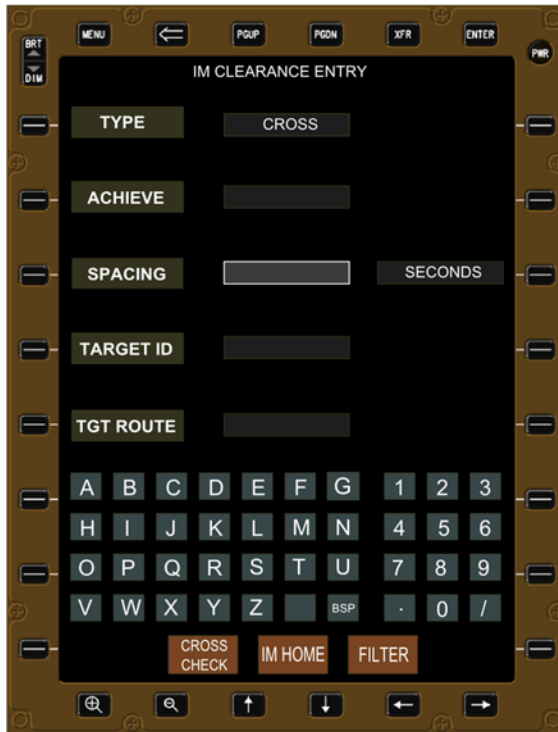 MENU PGUP PGDN XFR ENTER
BRT
DIM
PWR
IM CLEARANCE ENTRY
TYPE CROSS
ACHIEVE
SPACING SECONDS
TARGET ID
TGT ROUTE
A B C D E F G 1 2 3
H I J K L M N 4 5 6
O P Q R S T U 7 8 9
V W X Y Z BSP . 0 /
CROSS
CHECK
IM HOME
FILTER